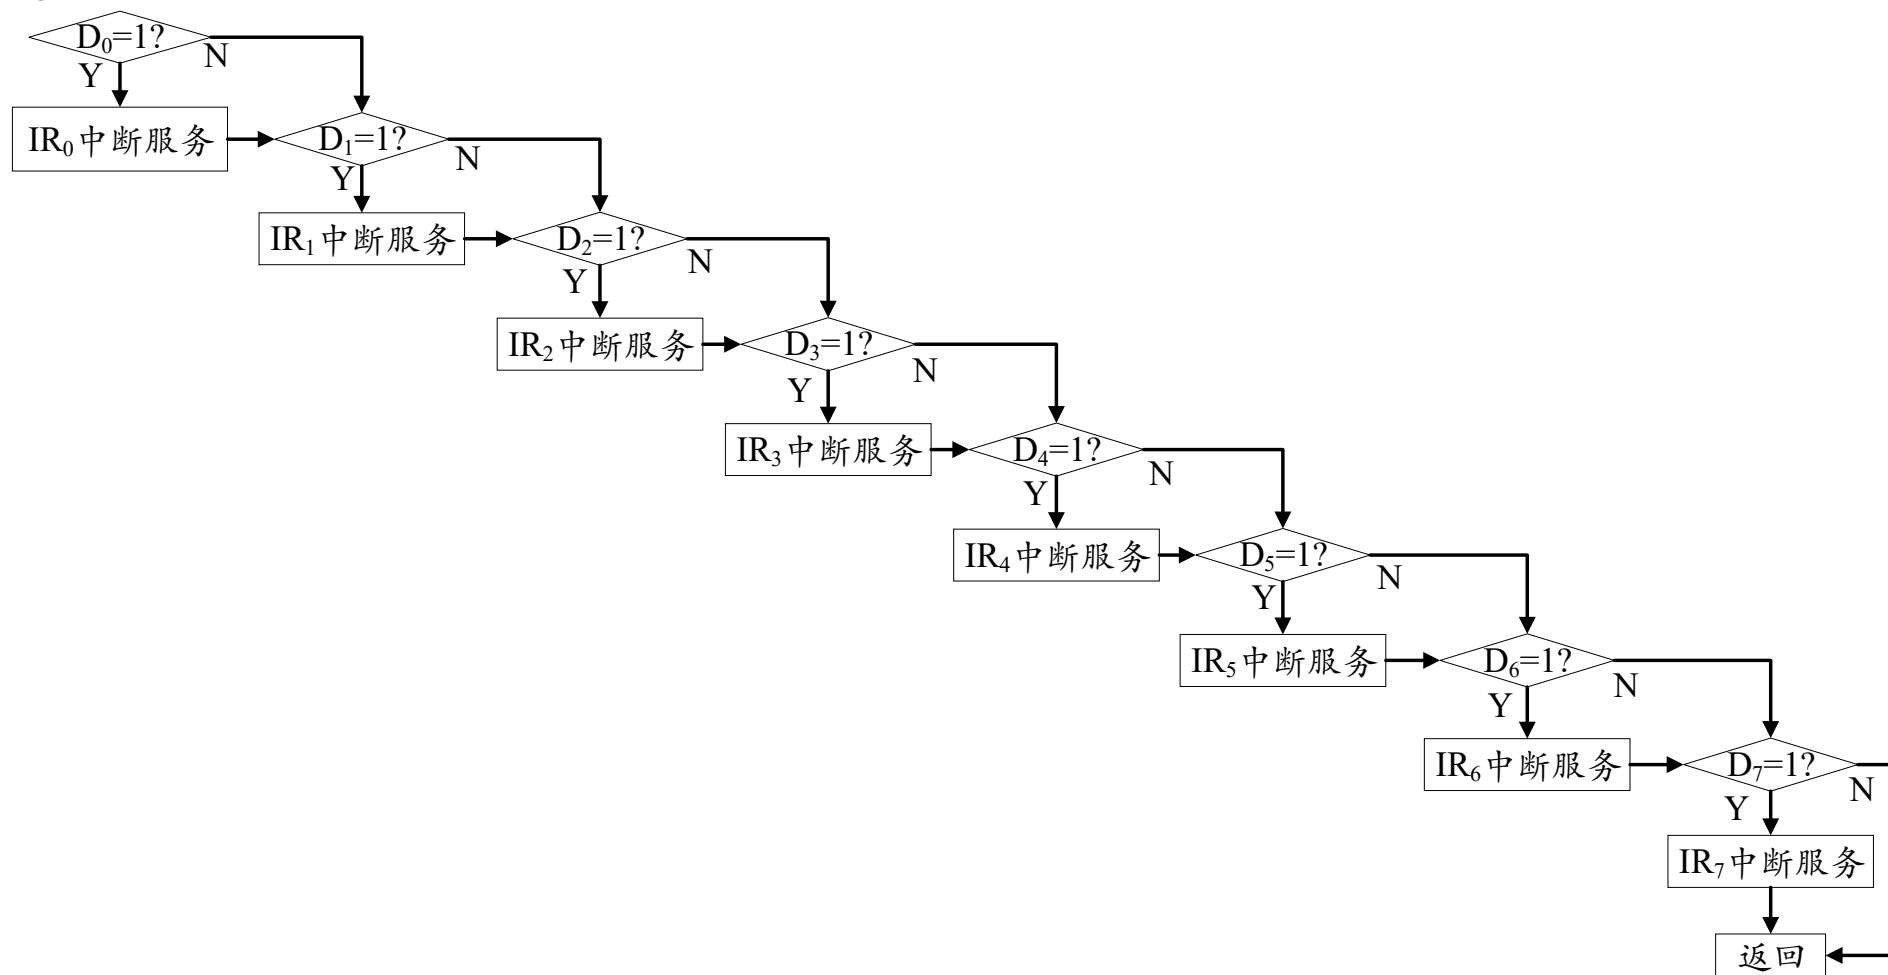 D₀=1?
N
Y
IR₀中断服务
D₁=1?
N
Y
IR₁中断服务
D₂=1?
N
Y
IR₂中断服务
D₃=1?
N
Y
IR₃中断服务
D₄=1?
N
Y
IR₄中断服务
D₅=1?
N
Y
IR₅中断服务
D₆=1?
N
Y
IR₆中断服务
D₇=1?
N
Y
IR₇中断服务
返回